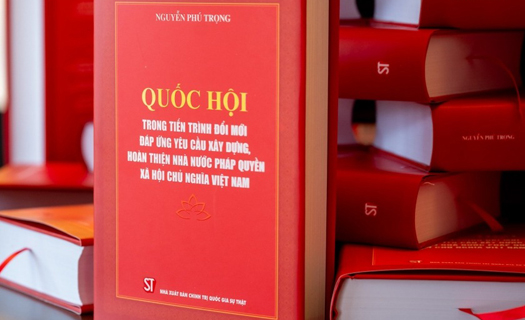 NGUYỄN PHÚ TRỌNG
QUỐC HỘI
TRONG TIẾN TRÌNH ĐỔI MỚI
ĐÁP ỨNG YÊU CẦU XÂY DỰNG,
HOÀN THIỆN NHÀ NƯỚC PHÁP QUYỀN
XÃ HỘI CHỦ NGHĨA VIỆT NAM
ST
NHÀ XUẤT BẢN CHÍNH TRỊ QUỐC GIA SỰ THẬT
ST
NGUYỄN PHÚ TRỌNG
ST